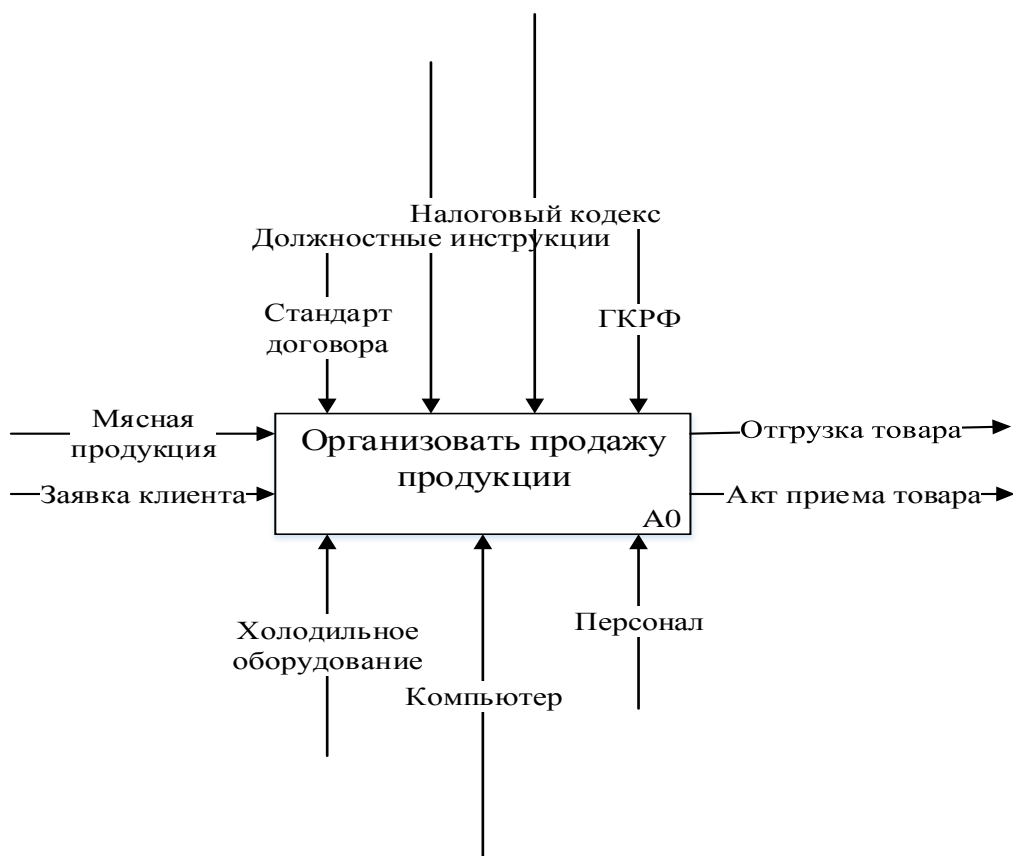 Налоговый кодекс
Должностные инструкции
Стандарт
договора
ГКРФ
Мясная
продукция
Заявка клиента
Организовать продажу
продукции
А0
Отгрузка товара
Акт приема товара
Холодильное
оборудование
Компьютер
Персонал